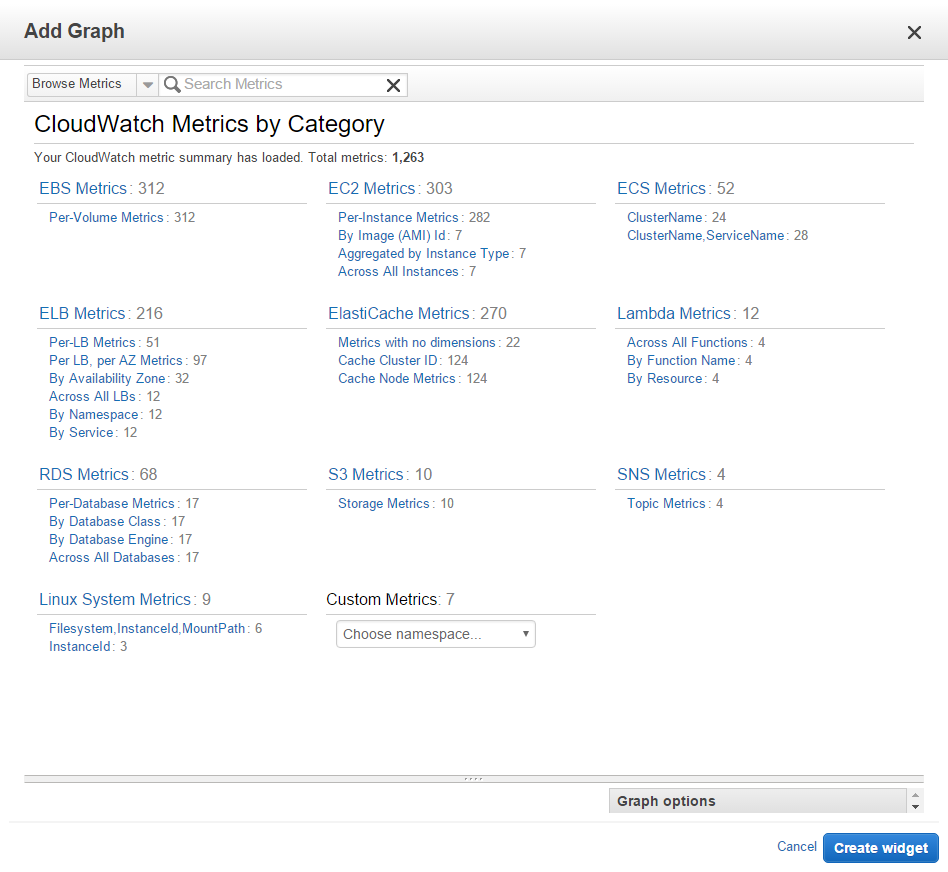 Add Graph
Browse Metrics
Search Metrics
CloudWatch Metrics by Category
Your CloudWatch metric summary has loaded. Total metrics: 1,263
EBS Metrics: 312
Per-Volume Metrics: 312
EC2 Metrics: 303
Per-Instance Metrics: 282
By Image (AMI) Id: 7
Aggregated by Instance Type: 7
Across All Instances: 7
ECS Metrics: 52
ClusterName: 24
ClusterName,ServiceName: 28
ELB Metrics: 216
Per-LB Metrics: 51
Per LB, per AZ Metrics: 97
By Availability Zone: 32
Across All LBs: 12
By Namespace: 12
By Service: 12
ElastiCache Metrics: 270
Metrics with no dimensions: 22
Cache Cluster ID: 124
Cache Node Metrics: 124
Lambda Metrics: 12
Across All Functions: 4
By Function Name: 4
By Resource: 4
RDS Metrics: 68
Per-Database Metrics: 17
By Database Class: 17
By Database Engine: 17
Across All Databases: 17
S3 Metrics: 10
Storage Metrics: 10
SNS Metrics: 4
Topic Metrics: 4
Linux System Metrics: 9
Filesystem,InstanceId,MountPath: 6
InstanceId: 3
Custom Metrics: 7
Choose namespace...
Graph options
Cancel
Create widget